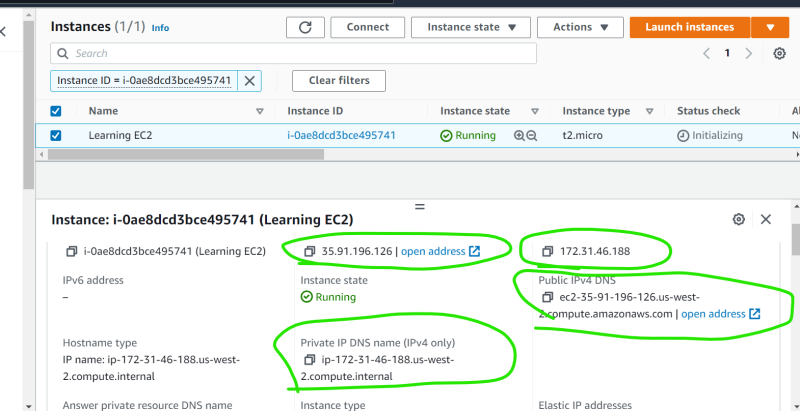 Instances (1/1) Info
Connect
Instance state
Actions
Launch instances
Search
1
Instance ID = i-0ae8dcd3bce495741
Clear filters
Name Instance ID Instance state Instance type Status check
Learning EC2 i-0ae8dcd3bce495741 Running t2.micro Initializing
Instance: i-0ae8dcd3bce495741 (Learning EC2)
i-0ae8dcd3bce495741 (Learning EC2) 35.91.196.126 | open address 172.31.46.188
IPv6 address Instance state Public IPv4 DNS
– Running ec2-35-91-196-126.us-west-
2.compute.amazonaws.com | open address
Hostname type Private IP DNS name (IPv4 only)
IP name: ip-172-31-46-188.us-west- ip-172-31-46-188.us-west-
2.compute.internal 2.compute.internal
Answer private resource DNS name Instance type Elastic IP addresses